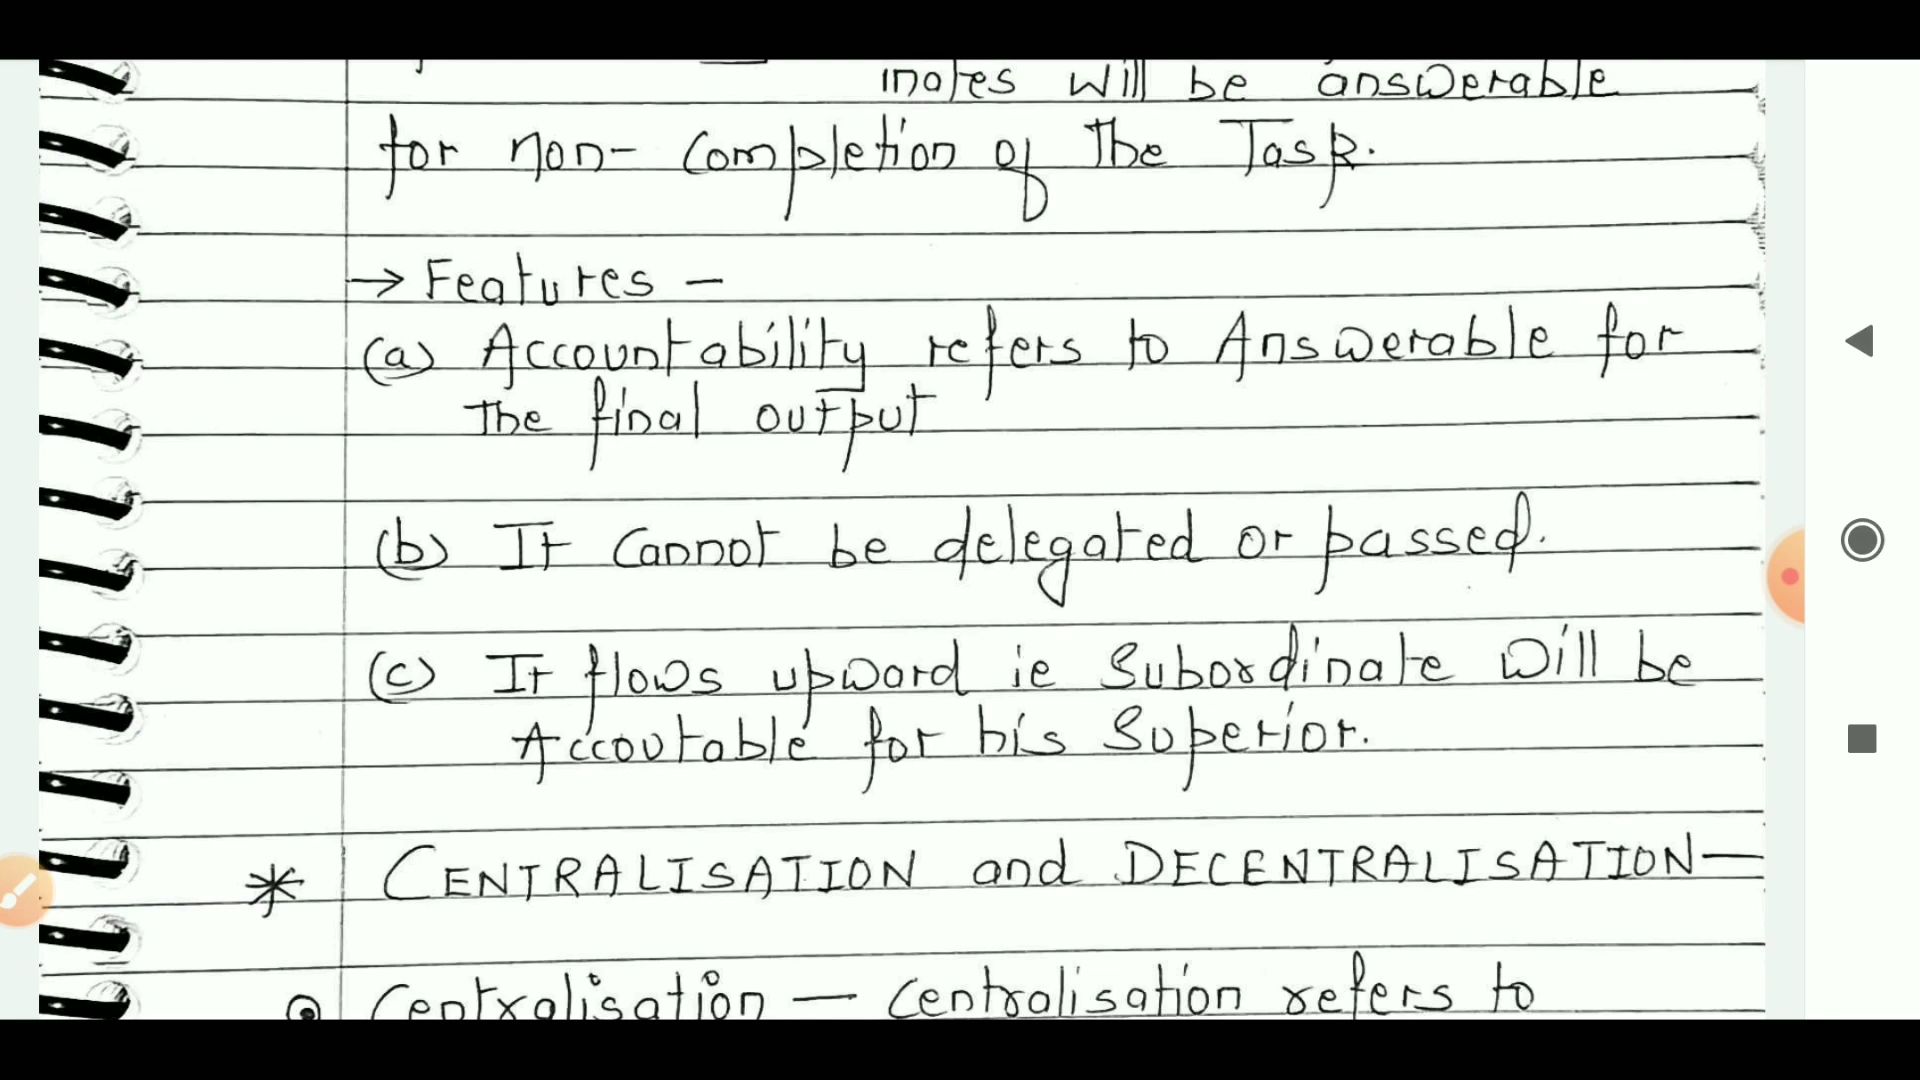 inates will be answerable
for non- completion of the Task.
→ Features –
(a) Accountability refers to Answerable for
the final output
(b) It Cannot be delegated or passed.
(c) It flows upward ie Subordinate will be
Accoutable for his Superior.
* CENTRALISATION and DECENTRALISATION—
Centralisation — Centralisation refers to